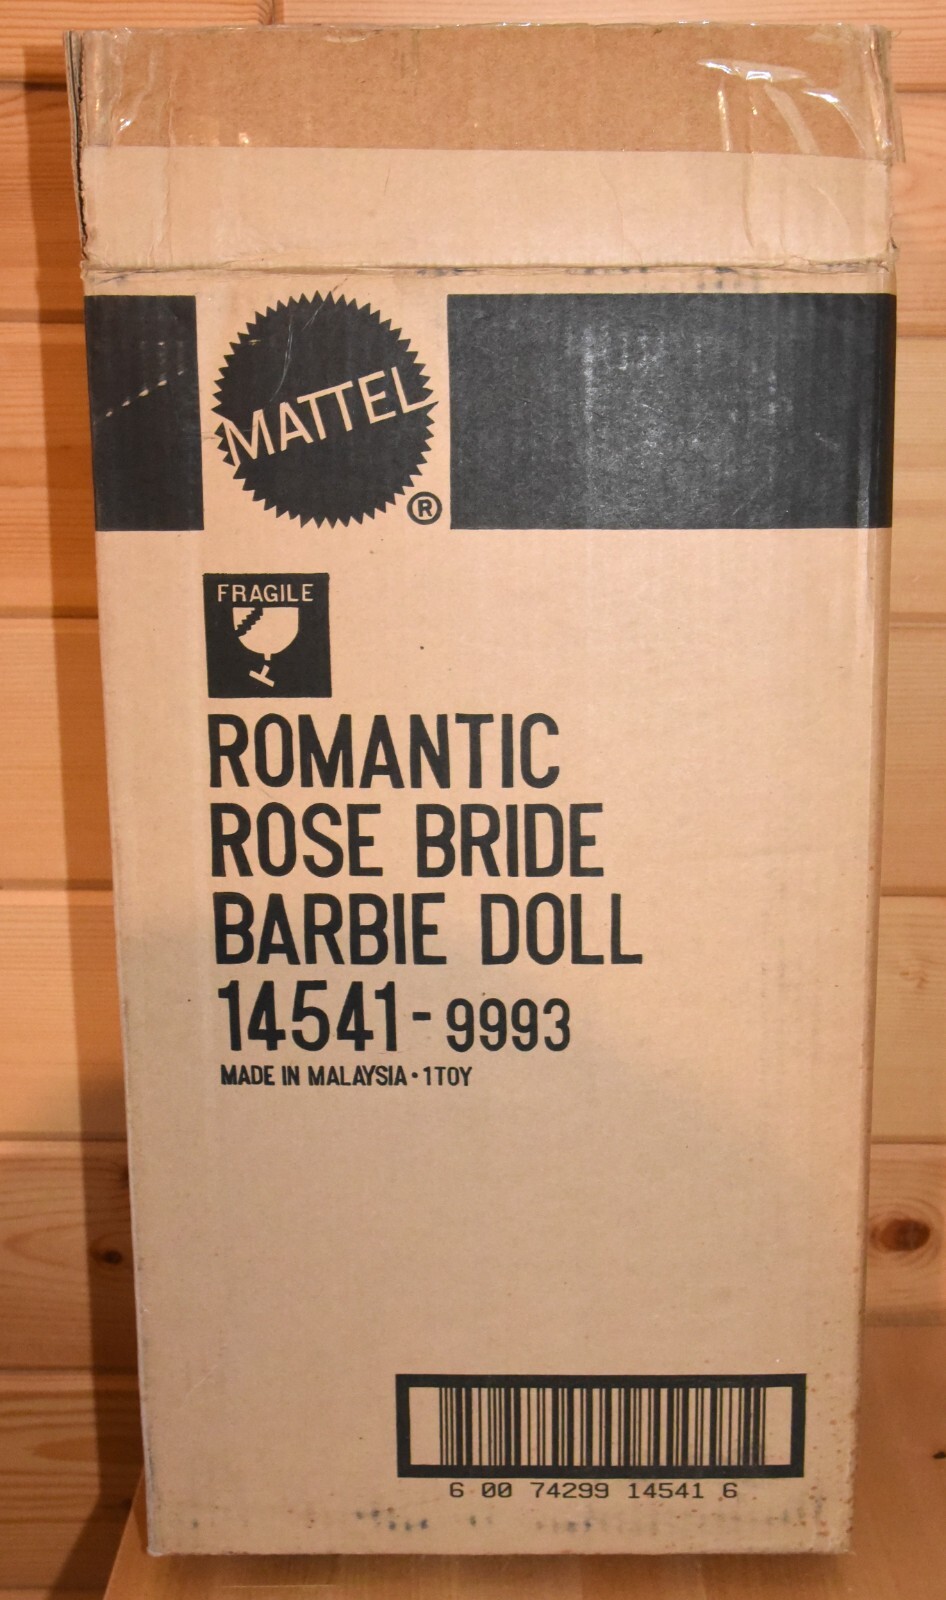 MATTEL
®
FRAGILE
ROMANTIC
ROSE BRIDE
BARBIE DOLL
14541-9993
MADE IN MALAYSIA • 1TOY
6 00 74299 14541 6